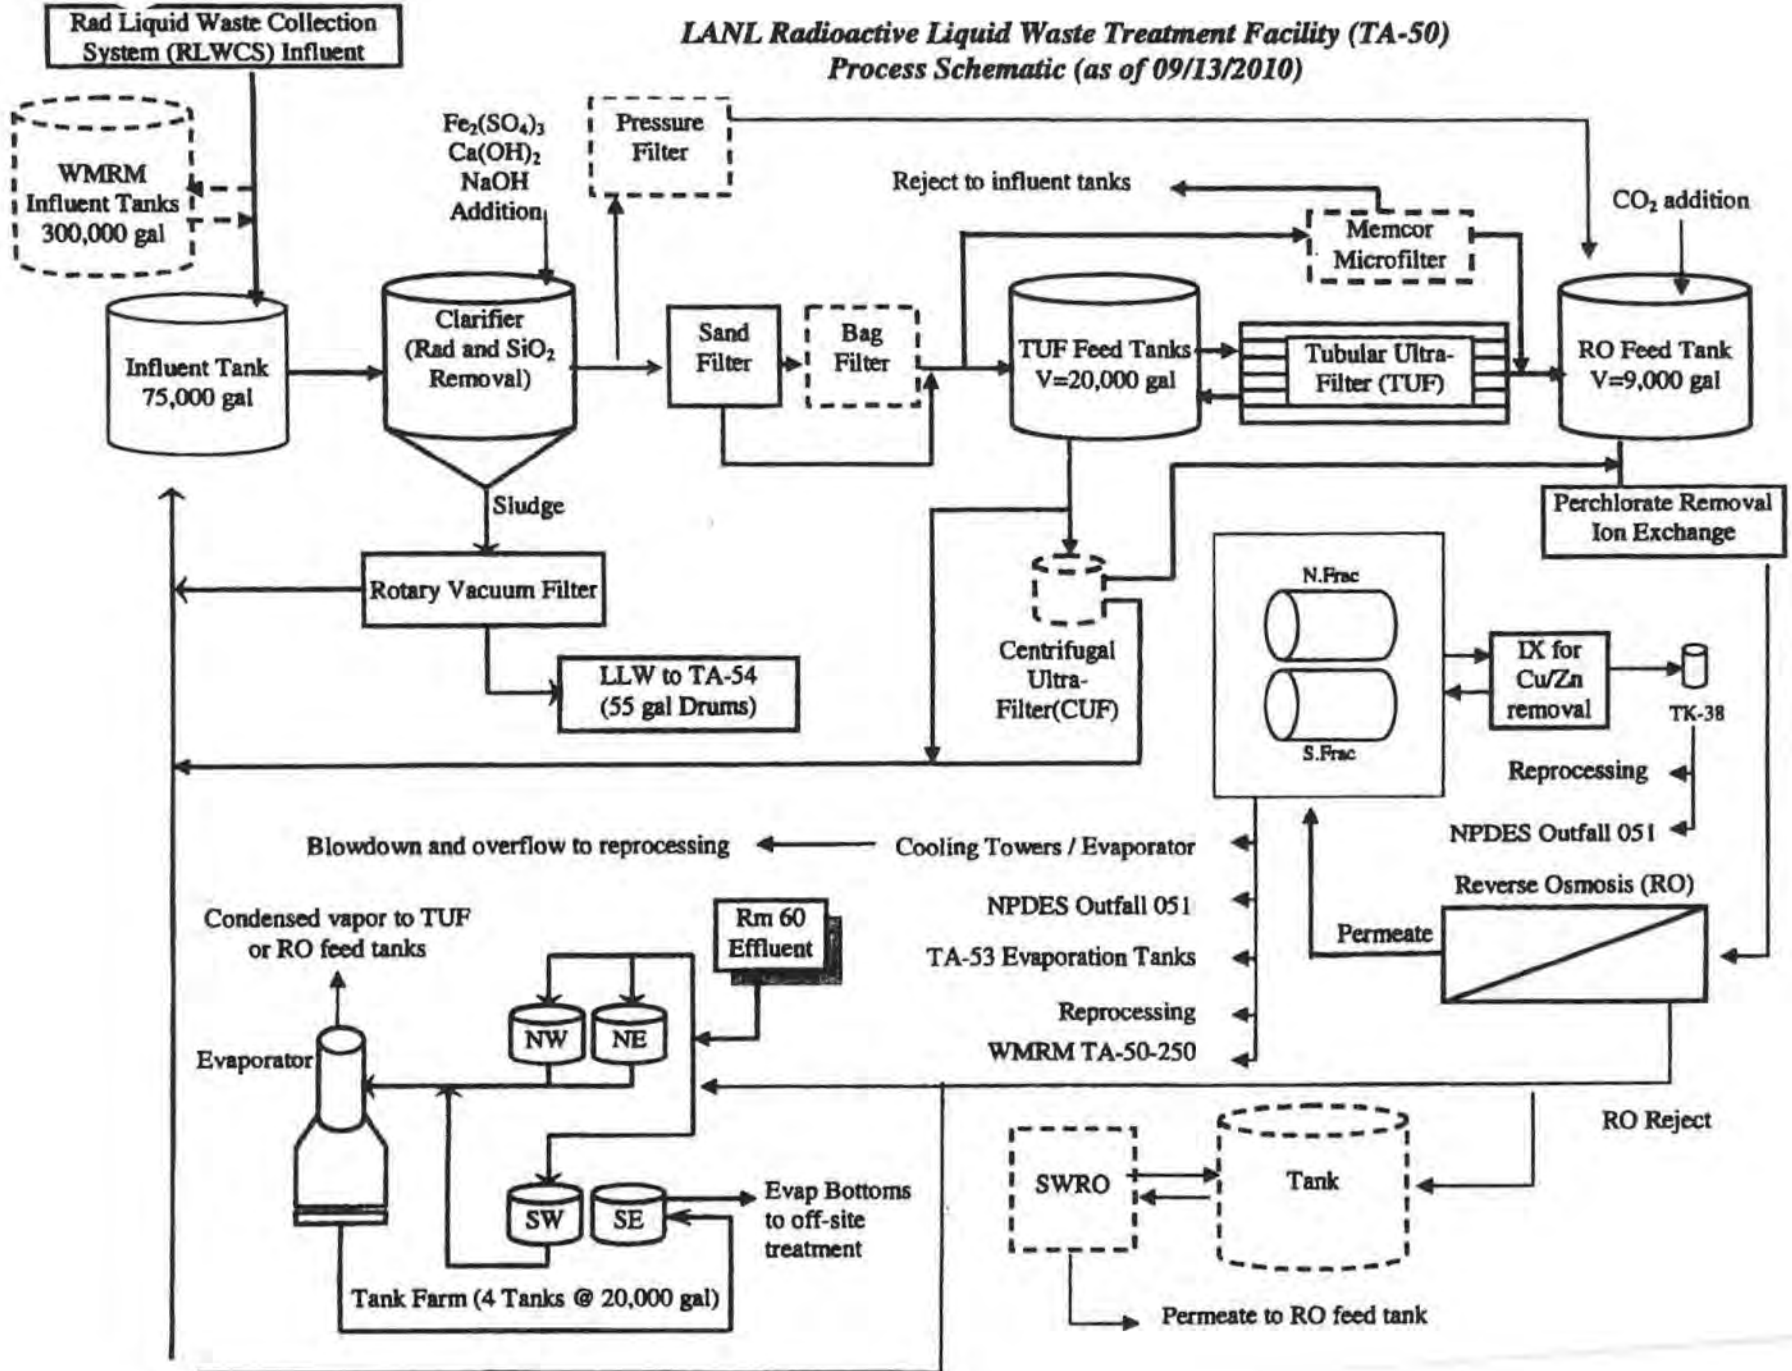 Rad Liquid Waste Collection
System (RLWCS) Influent
LANL Radioactive Liquid Waste Treatment Facility (TA-50)
Process Schematic (as of 09/13/2010)
WMRM
Influent Tanks
300,000 gal
Fe₂(SO₄)₃
Ca(OH)₂
NaOH
Addition
Pressure
Filter
Reject to influent tanks
Memcor
Microfilter
CO₂ addition
Influent Tank
75,000 gal
Clarifier
(Rad and SiO₂
Removal)
Sand
Filter
Bag
Filter
TUF Feed Tanks
V=20,000 gal
Tubular Ultra-
Filter (TUF)
RO Feed Tank
V=9,000 gal
Sludge
Rotary Vacuum Filter
LLW to TA-54
(55 gal Drums)
Centrifugal
Ultra-
Filter(CUF)
Perchlorate Removal
Ion Exchange
N.Frac
S.Frac
IX for
Cu/Zn
removal
TK-38
Reprocessing
NPDES Outfall 051
Blowdown and overflow to reprocessing
Cooling Towers / Evaporator
NPDES Outfall 051
TA-53 Evaporation Tanks
Reprocessing
WMRM TA-50-250
Reverse Osmosis (RO)
Permeate
Condensed vapor to TUF
or RO feed tanks
Rm 60
Effluent
NW
NE
Evaporator
SW
SE
Evap Bottoms
to off-site
treatment
Tank Farm (4 Tanks @ 20,000 gal)
RO Reject
SWRO
Tank
Permeate to RO feed tank